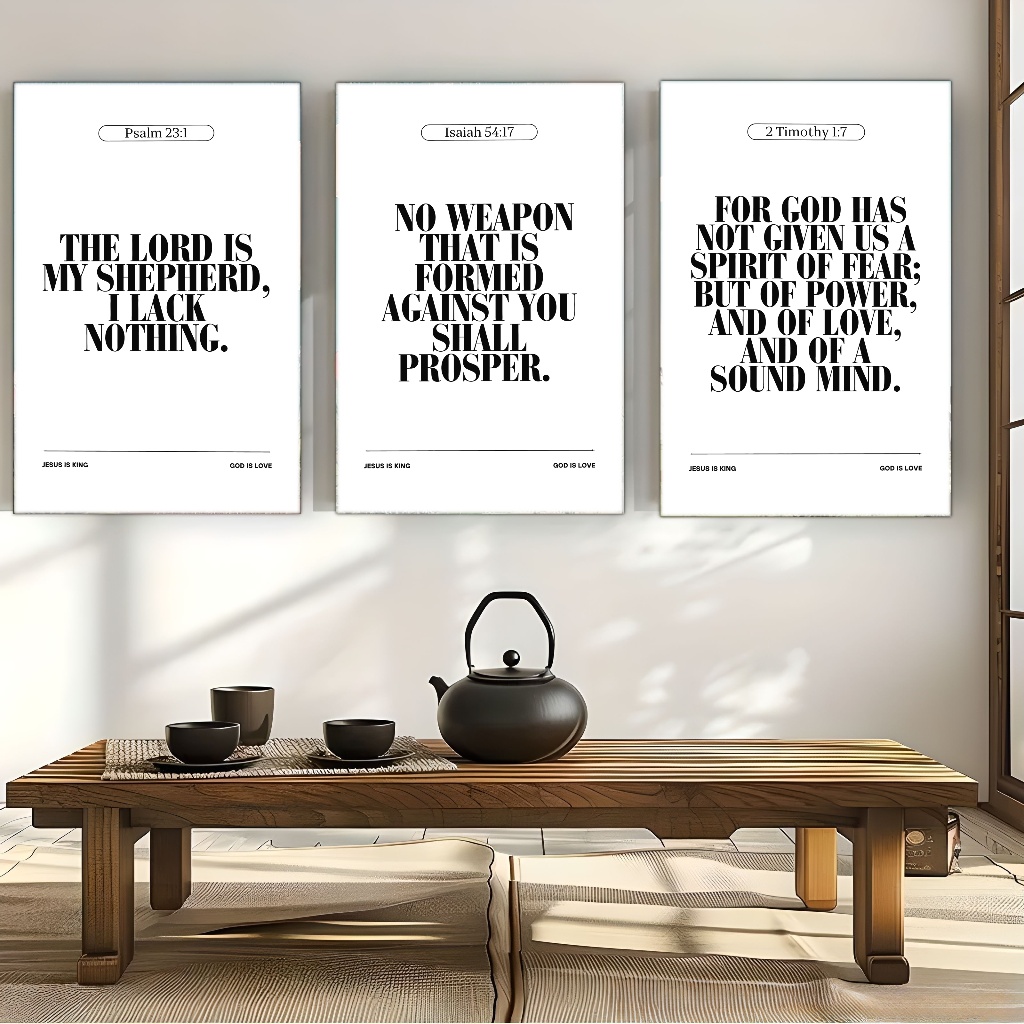 Psalm 23:1
THE LORD IS
MY SHEPHERD,
I LACK
NOTHING.
JESUS IS KING
GOD IS LOVE
Isaiah 54:17
NO WEAPON
THAT IS
FORMED
AGAINST YOU
SHALL
PROSPER.
JESUS IS KING
GOD IS LOVE
2 Timothy 1:7
FOR GOD HAS
NOT GIVEN US A
SPIRIT OF FEAR;
BUT OF POWER,
AND OF LOVE,
AND OF A
SOUND MIND.
JESUS IS KING
GOD IS LOVE